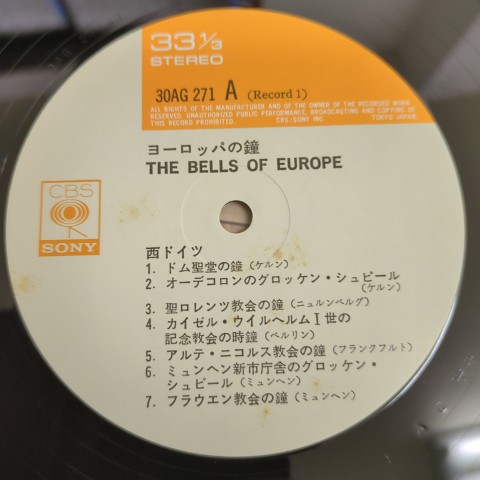 33 1/3
STEREO
30AG 271 A (Record 1)
ALL RIGHTS OF THE MANUFACTURER AND OF THE OWNER OF THE RECORDED WORK
RESERVED. UNAUTHORIZED PUBLIC PERFORMANCE, BROADCASTING AND COPYING OF
THIS RECORD PROHIBITED. CBS/SONY INC. TOKYO JAPAN
ヨーロッパの鐘
THE BELLS OF EUROPE
CBS
SONY
西ドイツ
1. ドム聖堂の鐘 (ケルン)
2. オーデコロンのグロッケン・シュピール
(ケルン)
3. 聖ロレンツ教会の鐘 (ニュルンベルグ)
4. カイゼル・ウイルヘルムⅠ世の
記念教会の時鐘 (ベルリン)
5. アルテ・ニコルス教会の鐘 (フランクフルト)
6. ミュンヘン新市庁舎のグロッケン・
シュピール (ミュンヘン)
7. フラウエン教会の鐘 (ミュンヘン)